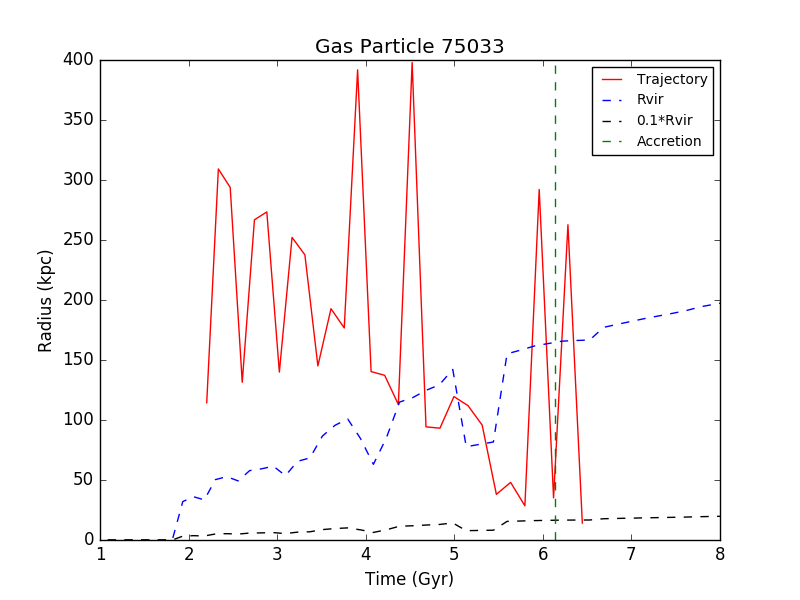 Gas Particle 75033
400
350
300
250
200
150
100
50
0
Radius (kpc)
Trajectory
Rvir
0.1*Rvir
Accretion
1 2 3 4 5 6 7 8
Time (Gyr)